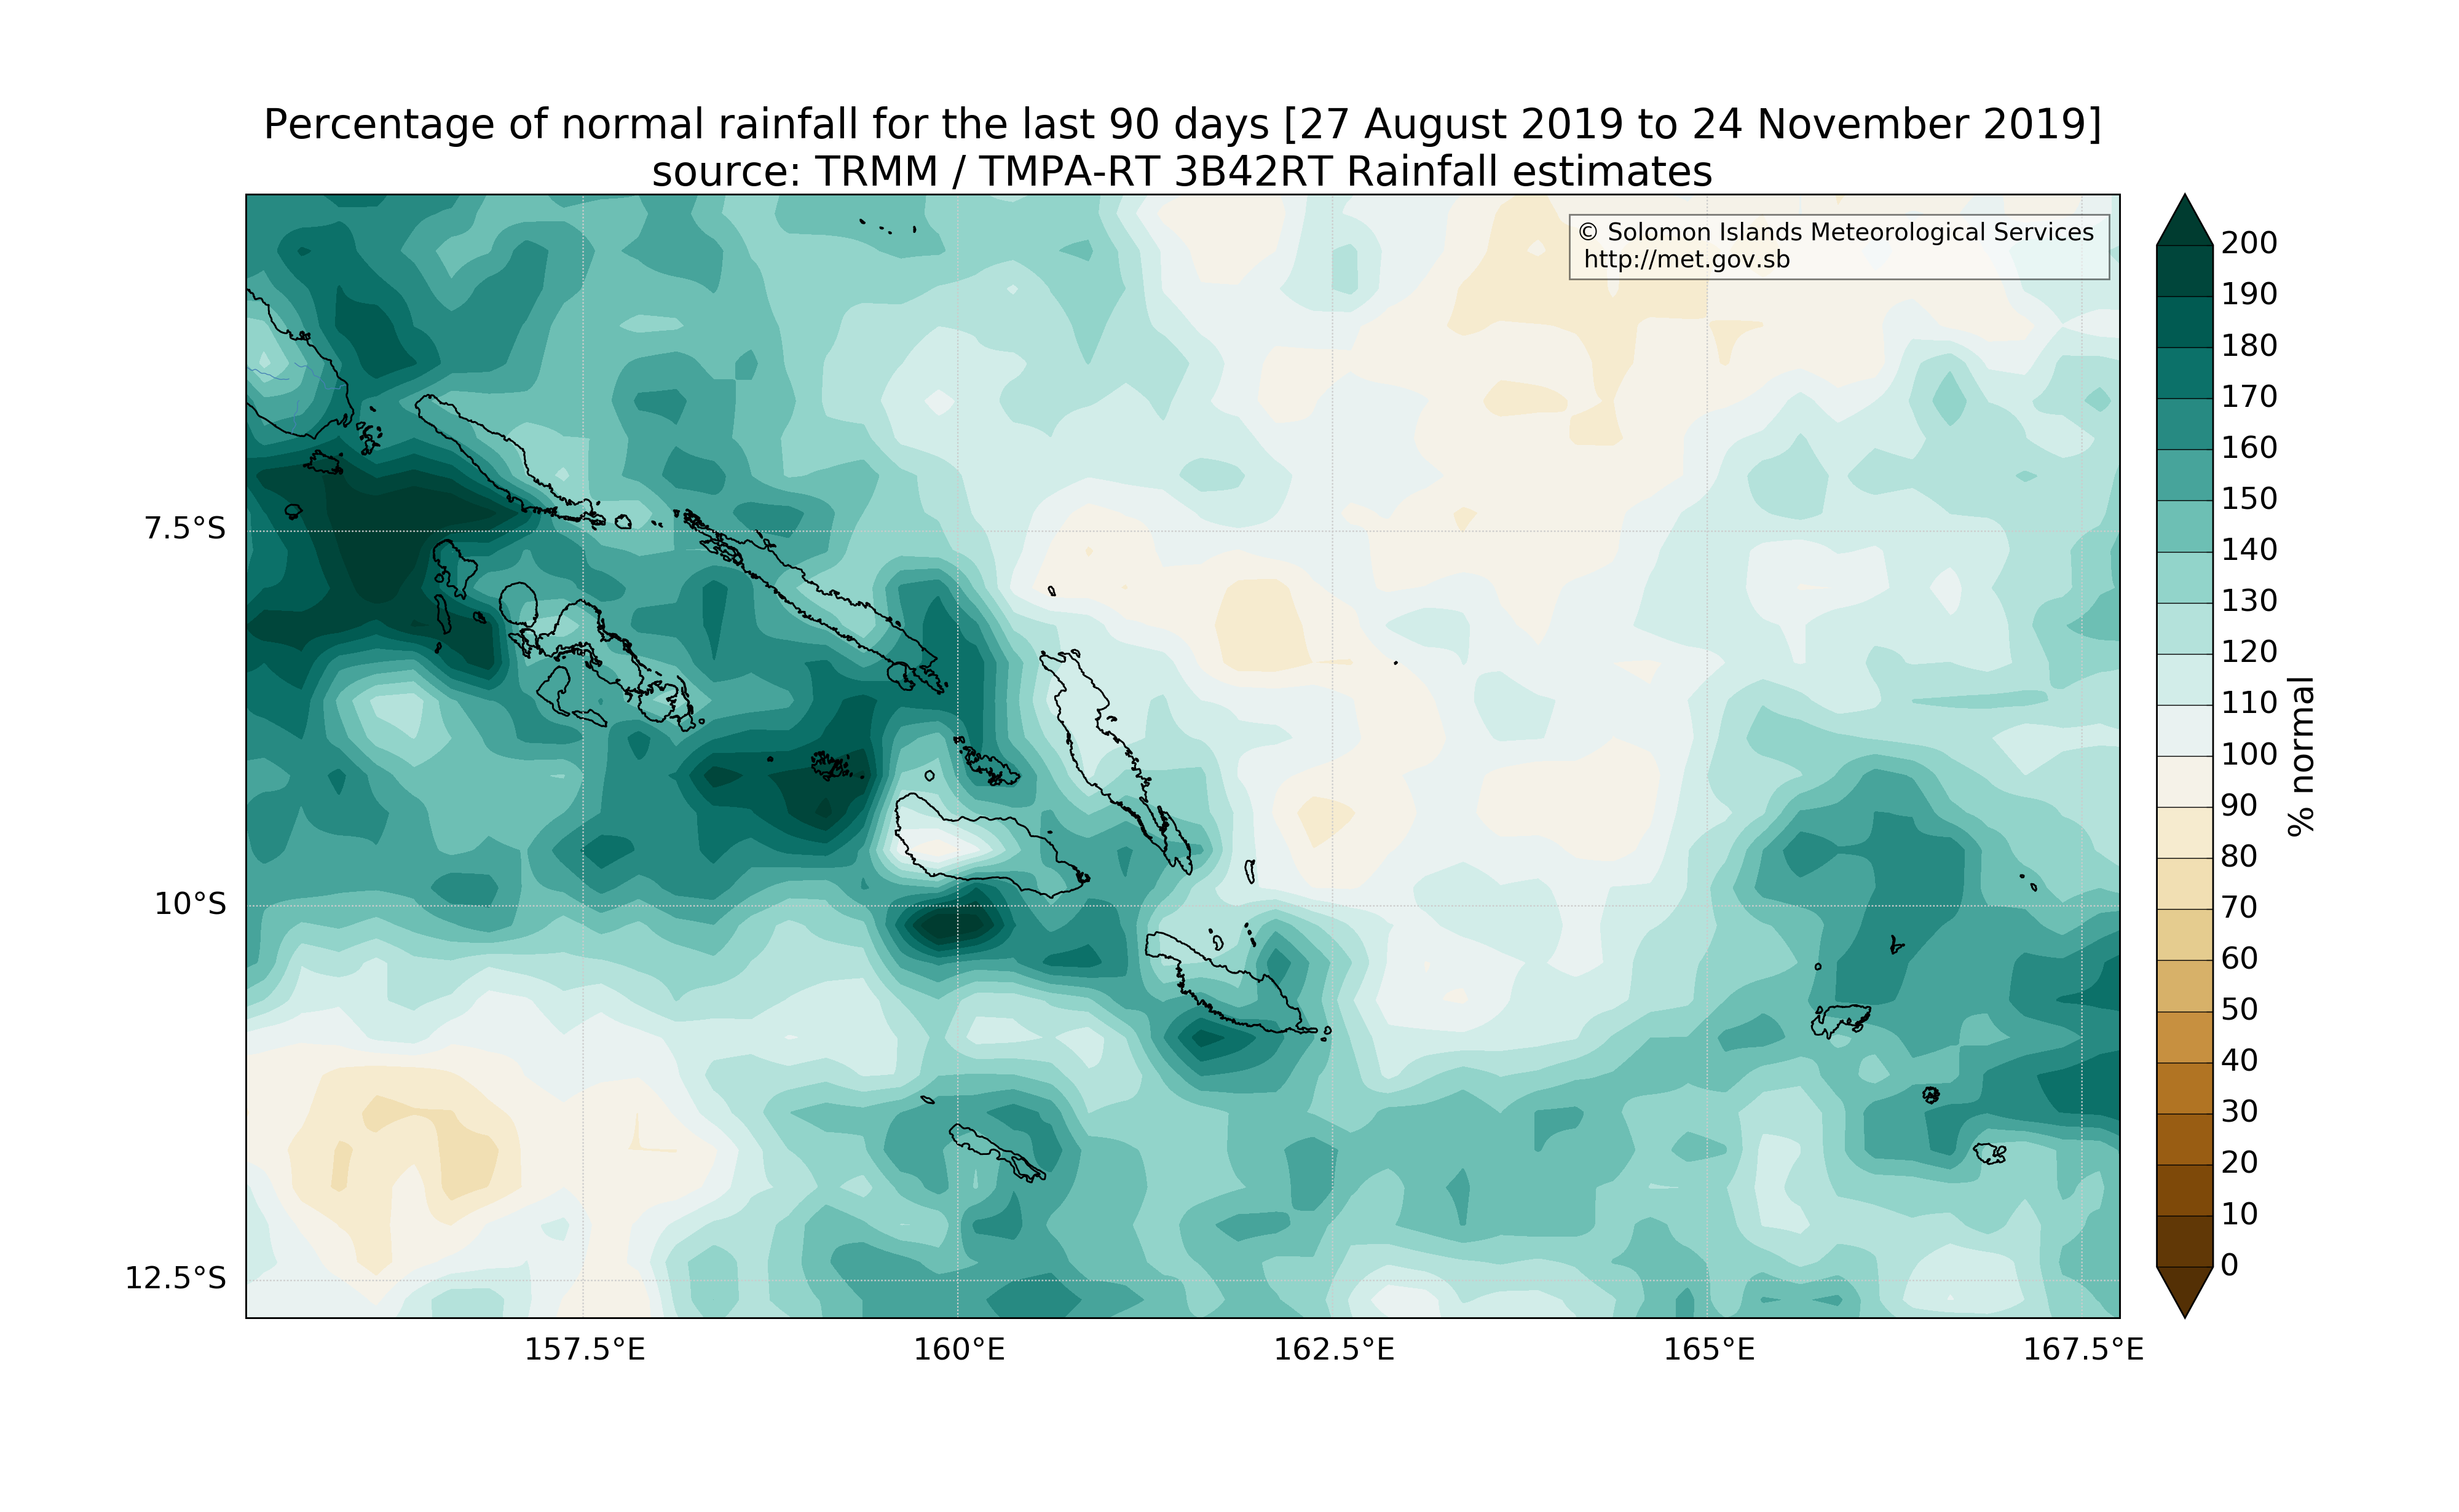 Percentage of normal rainfall for the last 90 days [27 August 2019 to 24 November 2019]
source: TRMM / TMPA-RT 3B42RT Rainfall estimates
© Solomon Islands Meteorological Services
http://met.gov.sb
7.5°S
10°S
12.5°S
157.5°E
160°E
162.5°E
165°E
167.5°E
200
190
180
170
160
150
140
130
120
110
100
90
80
70
60
50
40
30
20
10
0
% normal